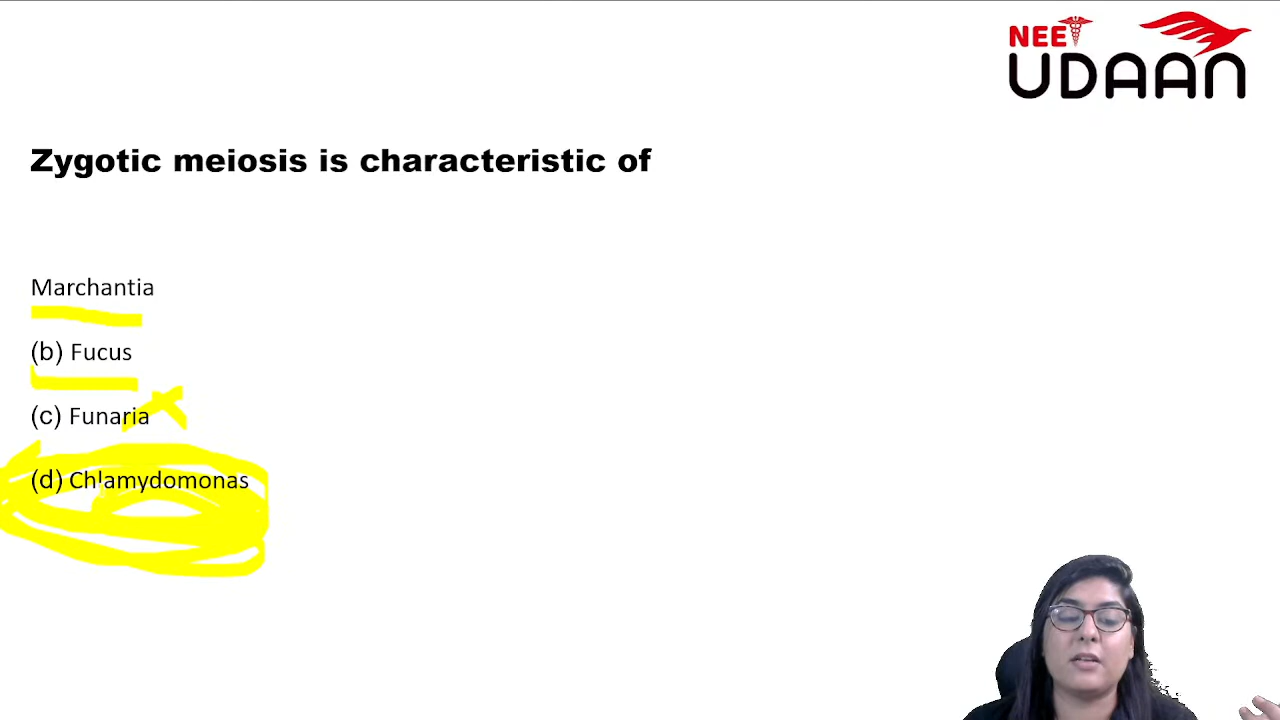 NEET
UDAAN
Zygotic meiosis is characteristic of
Marchantia
(b) Fucus
(c) Funaria
(d) Chlamydomonas